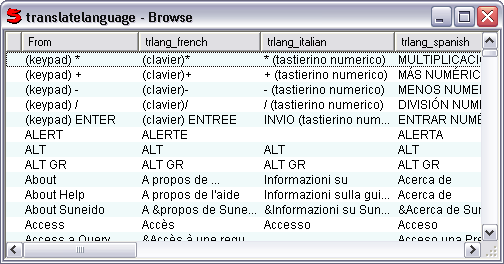 translatelanguage - Browse
From trlang_french trlang_italian trlang_spanish
(keypad) * (clavier)* * (tastierino numerico) MULTIPLICACI
(keypad) + (clavier)+ + (tastierino numerico) MÁS NUMÉRIC
(keypad) - (clavier)- - (tastierino numerico) MENOS NUMER
(keypad) / (clavier)/ / (tastierino numerico) DIVISIÓN NUMÉ
(keypad) ENTER (clavier) ENTREE INVIO (tastierino num... ENTRAR NUMÉ
ALERT ALERTE ALERTA
ALT ALT ALT ALT
ALT GR ALT GR ALT GR ALT GR
About A propos de ... Informazioni su Acerca de
About Help A propos de l'aide Informazioni sulla gui... Acerca de
About Suneido A &propos de Sune... &Informazioni su Sun... &Acerca de Sun
Access Accès Accesso Acceso
Access a Query &Accès à une requ Acceso una Pre